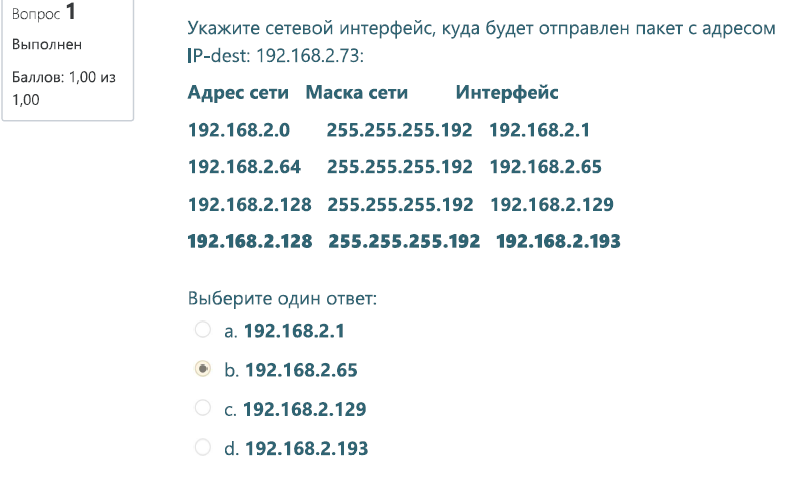 Вопрос 1
Выполнен
Баллов: 1,00 из
1,00
Укажите сетевой интерфейс, куда будет отправлен пакет с адресом
IP-dest: 192.168.2.73:
Адрес сети Маска сети Интерфейс
192.168.2.0 255.255.255.192 192.168.2.1
192.168.2.64 255.255.255.192 192.168.2.65
192.168.2.128 255.255.255.192 192.168.2.129
192.168.2.128 255.255.255.192 192.168.2.193
Выберите один ответ:
a. 192.168.2.1
b. 192.168.2.65
c. 192.168.2.129
d. 192.168.2.193